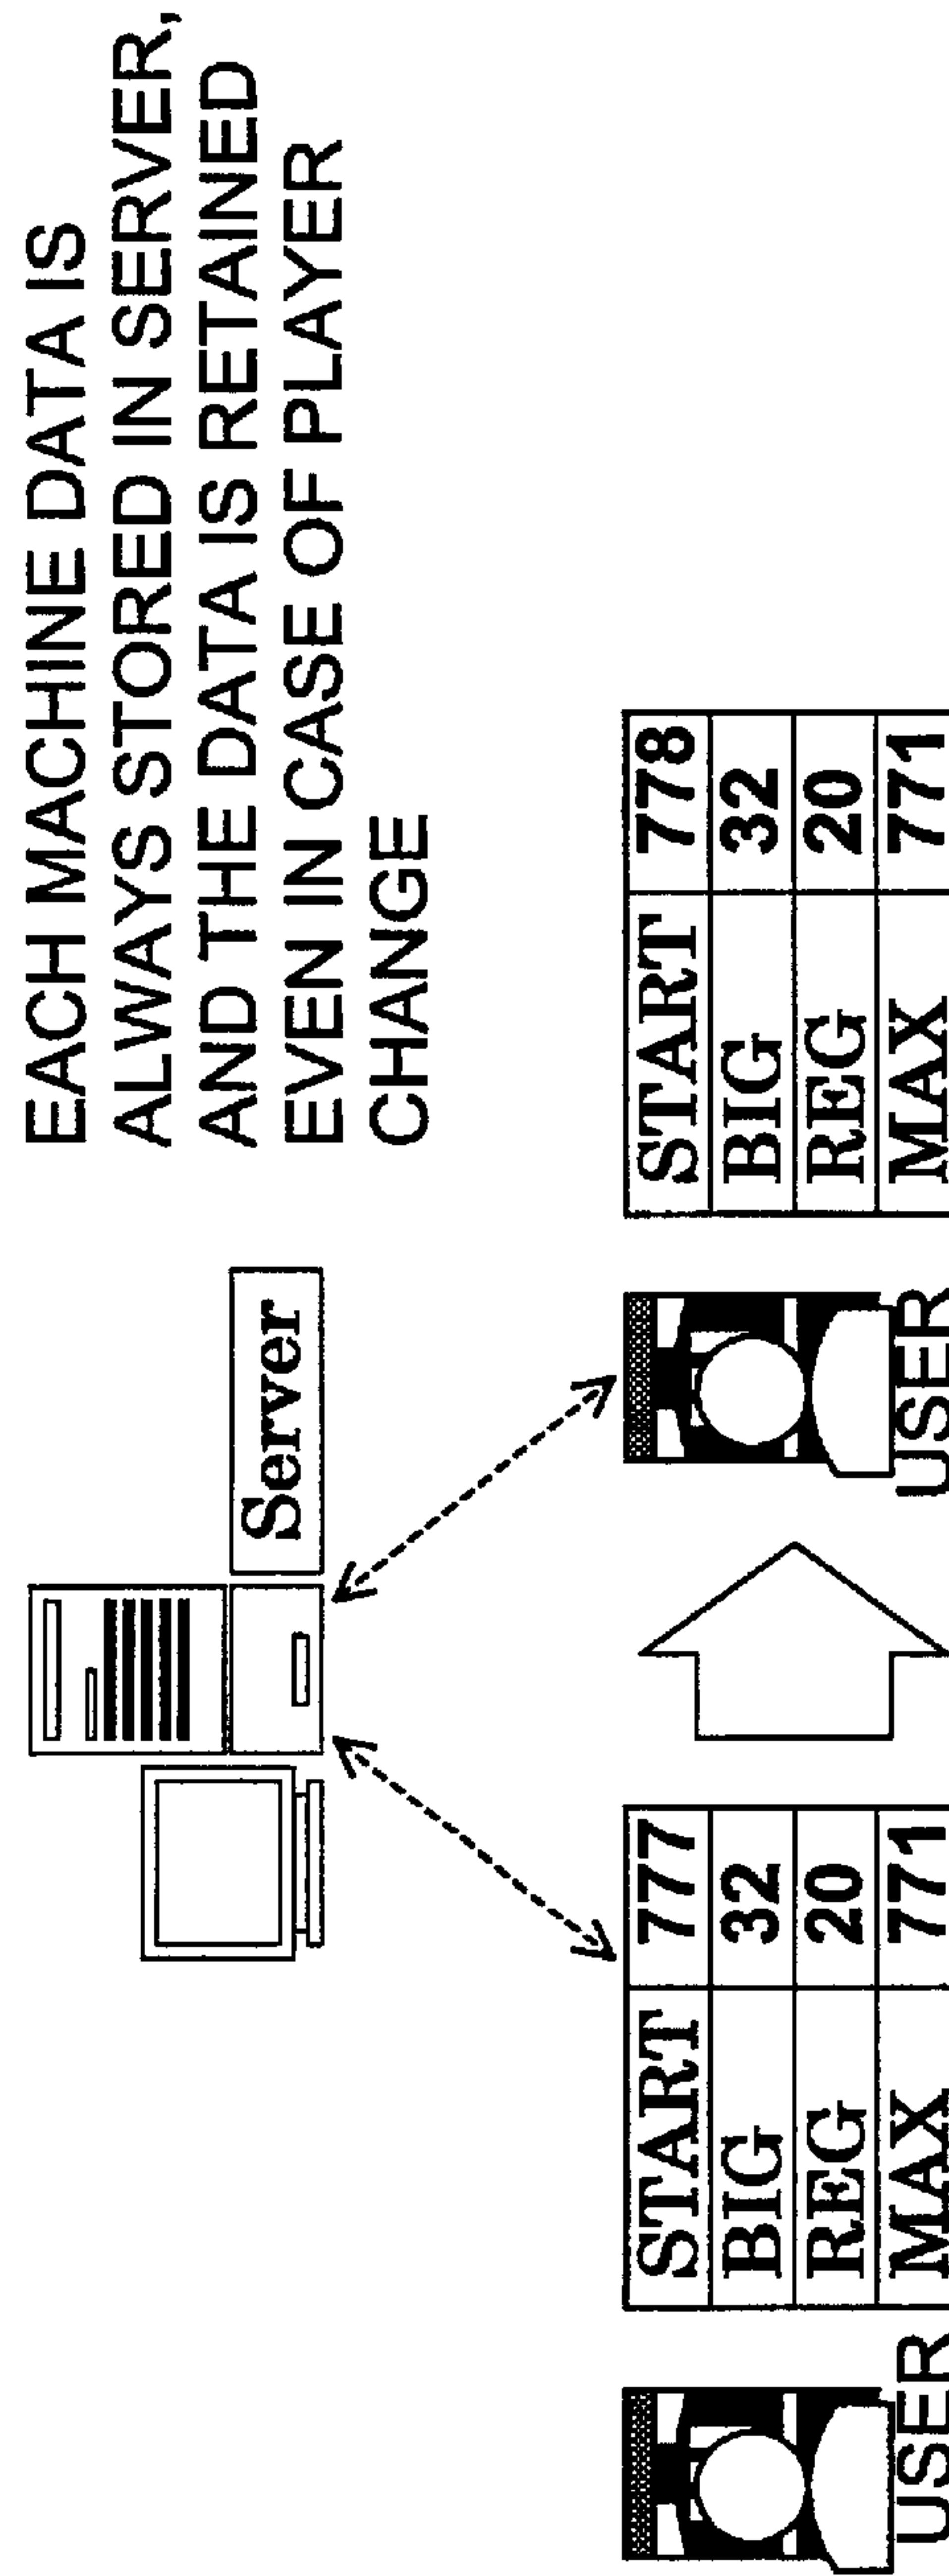 EACH MACHINE DATA IS
ALWAYS STORED IN SERVER,
AND THE DATA IS RETAINED
EVEN IN CASE OF PLAYER
CHANGE
Server
START 777
BIG 32
REG 20
MAX 771
USER
START 778
BIG 32
REG 20
MAX 771
USER